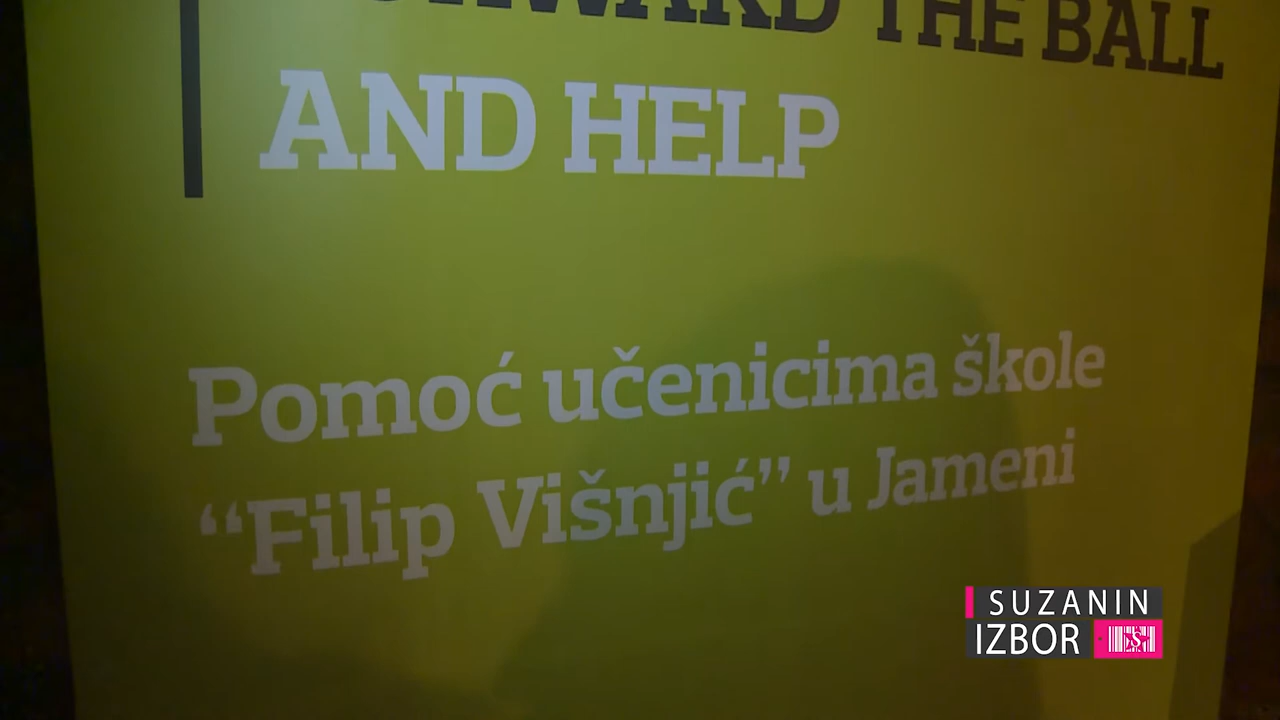 THE BALL
AND HELP
Pomoć učenicima škole
“Filip Višnjić” u Jameni
SUZANIN
IZBOR